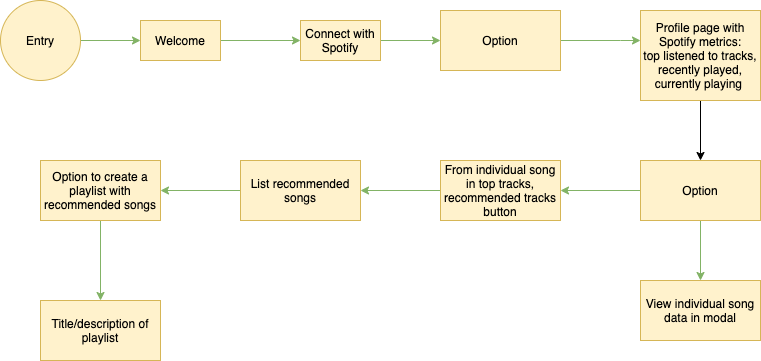 Entry
Welcome
Connect with
Spotify
Option
Profile page with
Spotify metrics:
top listened to tracks,
recently played,
currently playing
Option to create a
playlist with
recommended songs
List recommended
songs
From individual song
in top tracks,
recommended tracks
button
Option
Title/description of
playlist
View individual song
data in modal